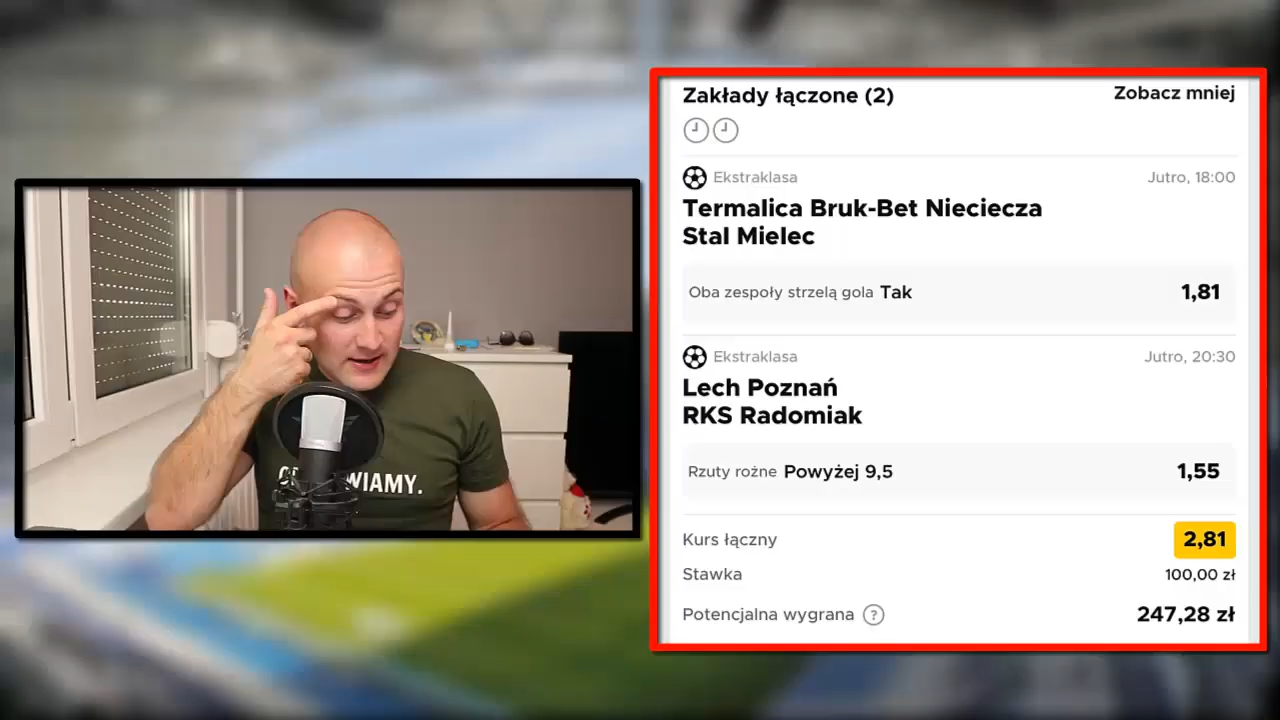 Zakłady łączone (2)
Zobacz mniej
Ekstraklasa
Jutro, 18:00
Termalica Bruk-Bet Nieciecza
Stal Mielec
Oba zespoły strzelą gola Tak
1,81
Ekstraklasa
Jutro, 20:30
Lech Poznań
RKS Radomiak
Rzuty rożne Powyżej 9,5
1,55
Kurs łączny
2,81
Stawka
100,00 zł
Potencjalna wygrana ?
247,28 zł
WIAMY.